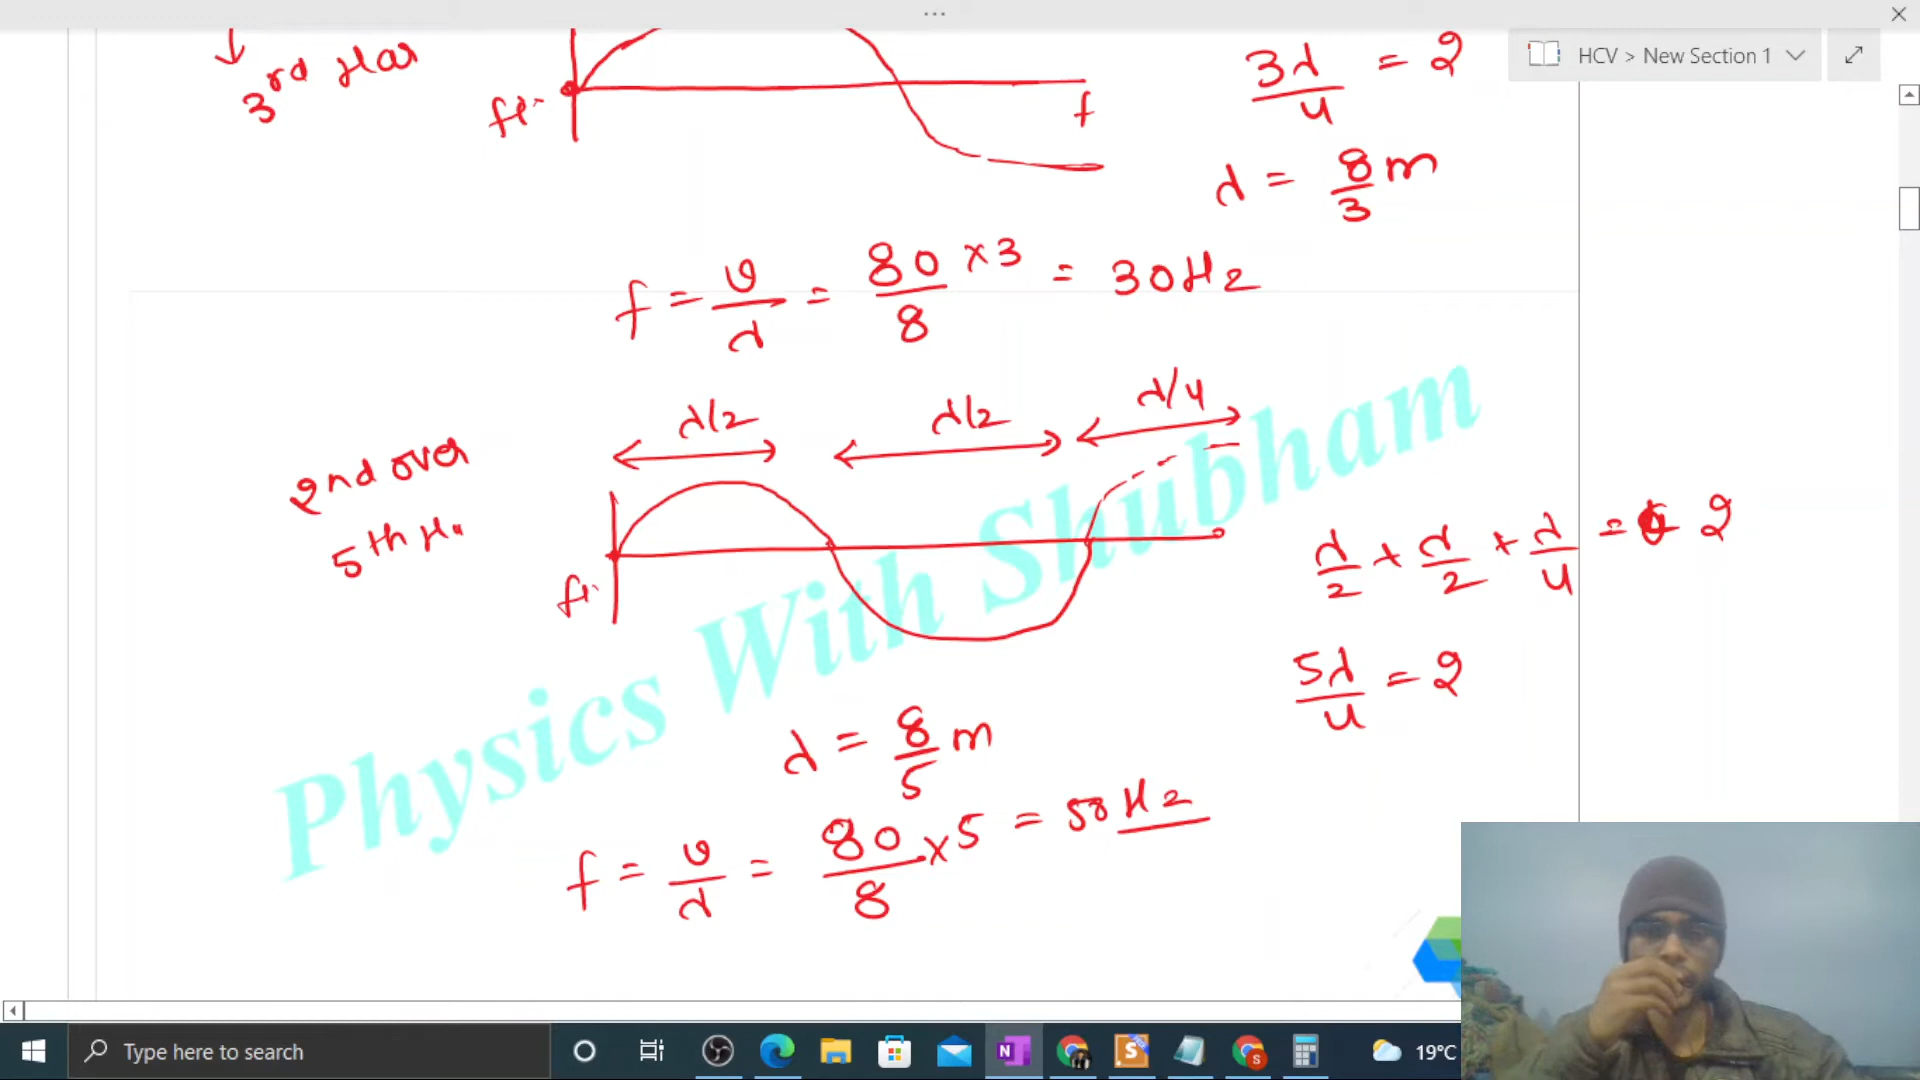 HCV > New Section 1
3rd Har
fi
f
3λ/4 = 2
λ = 8/3 m
f = v/λ = 80/8 × 3 = 30Hz
λ/2 λ/2 λ/4
2nd over
5th H
fi
λ/2 + λ/2 + λ/4 = 2
5λ/4 = 2
λ = 8/5 m
f = v/λ = 80/8 × 5 = 50Hz
Physics With Shubham
Type here to search
19°C